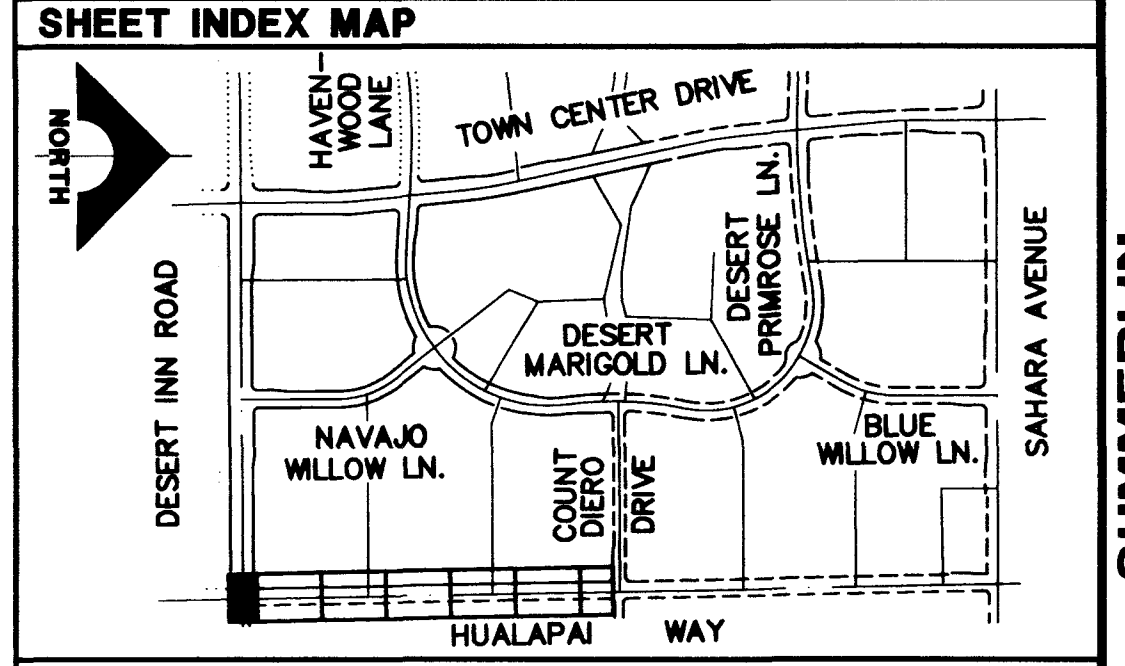 SHEET INDEX MAP
NORTH
HAVEN-
WOOD
LANE
TOWN CENTER DRIVE
DESERT
PRIMROSE LN.
SAHARA AVENUE
DESERT INN ROAD
DESERT
MARIGOLD LN.
NAVAJO
WILLOW LN.
BLUE
WILLOW LN.
COUNT
DIERO
DRIVE
HUALAPAI WAY